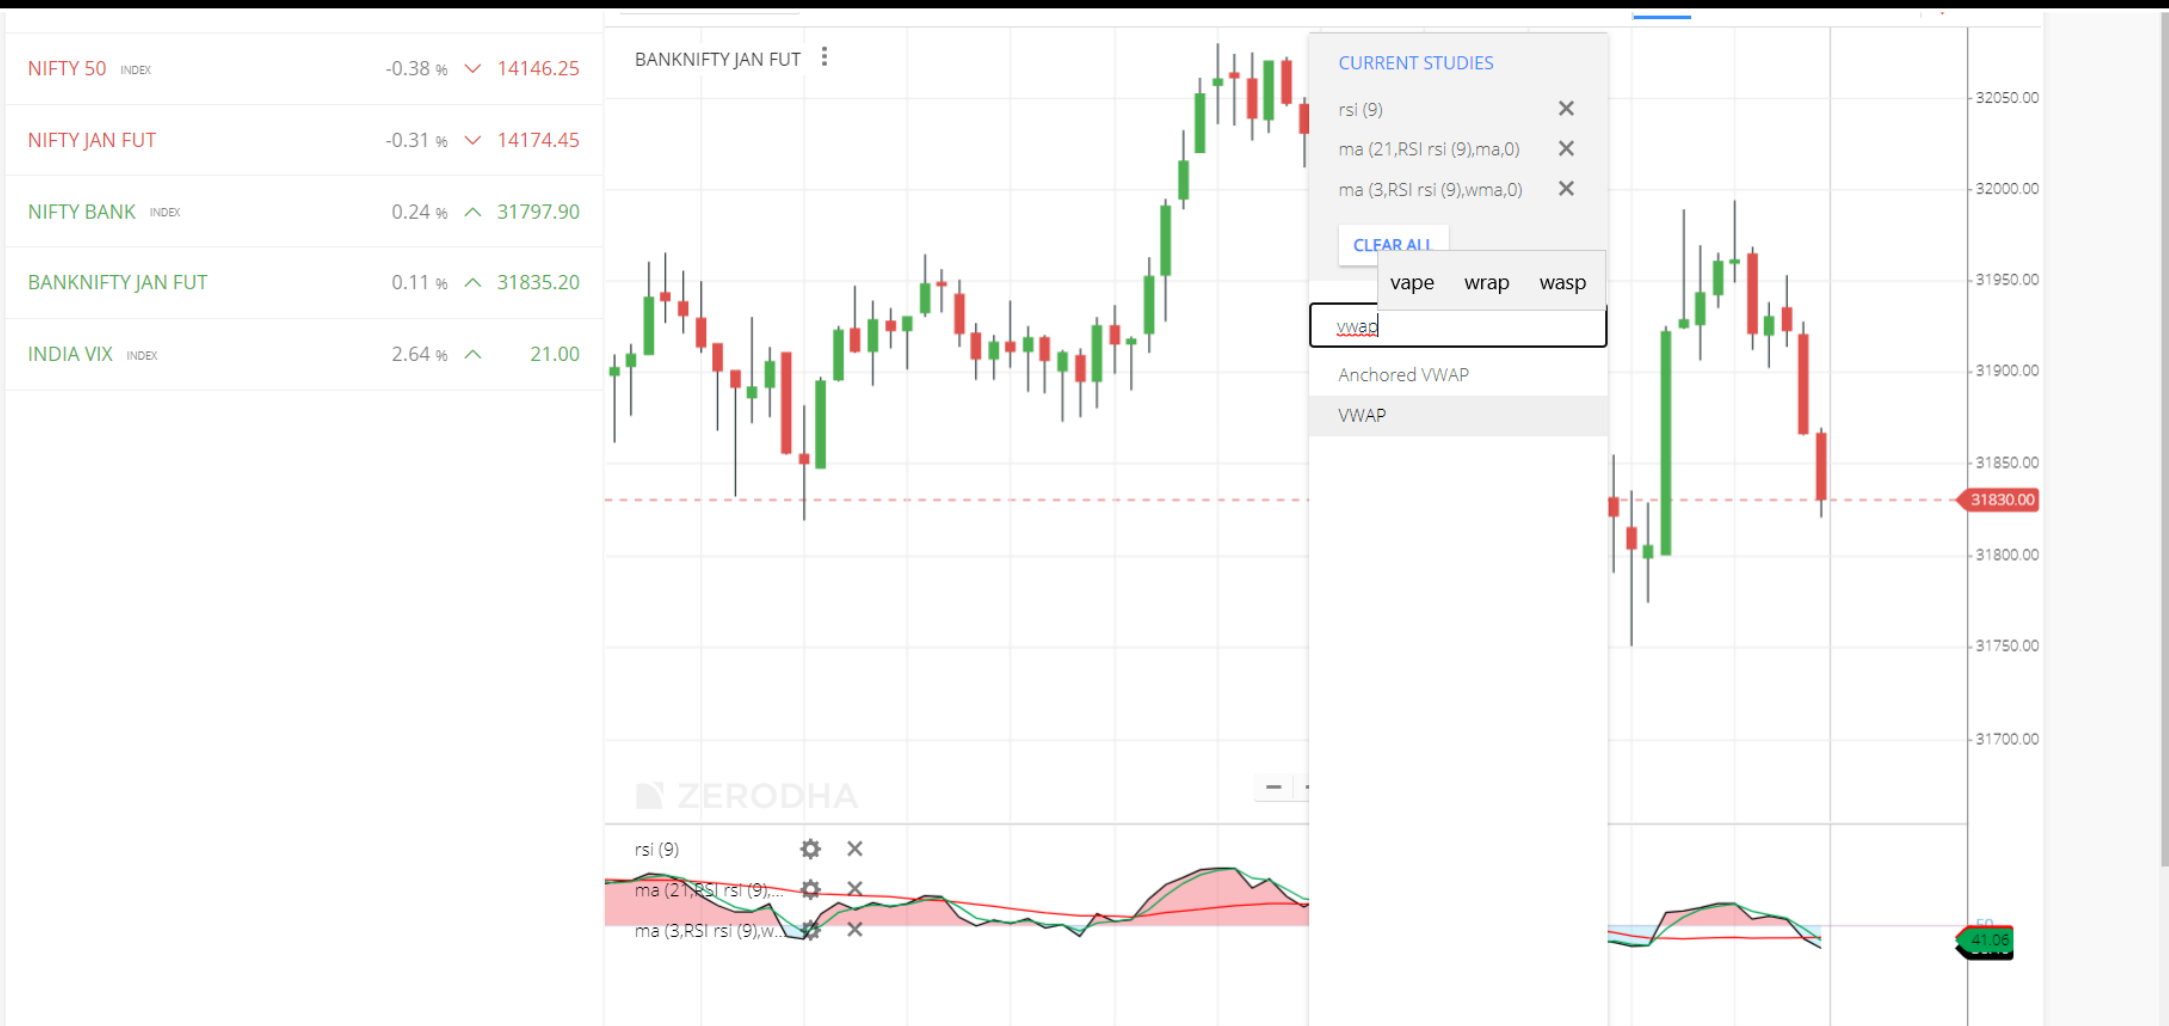 NIFTY 50 INDEX -0.38 % 14146.25
NIFTY JAN FUT -0.31 % 14174.45
NIFTY BANK INDEX 0.24 % 31797.90
BANKNIFTY JAN FUT 0.11 % 31835.20
INDIA VIX INDEX 2.64 % 21.00
BANKNIFTY JAN FUT
CURRENT STUDIES
rsi (9)
ma (21,RSI rsi (9),ma,0)
ma (3,RSI rsi (9),wma,0)
CLEAR ALL
vape wrap wasp
vwap
Anchored VWAP
VWAP
32050.00
32000.00
31950.00
31900.00
31850.00
31830.00
31800.00
31750.00
31700.00
ZERODHA
rsi (9)
ma (21,RSI rsi (9),...
ma (3,RSI rsi (9),w...
50
41.06